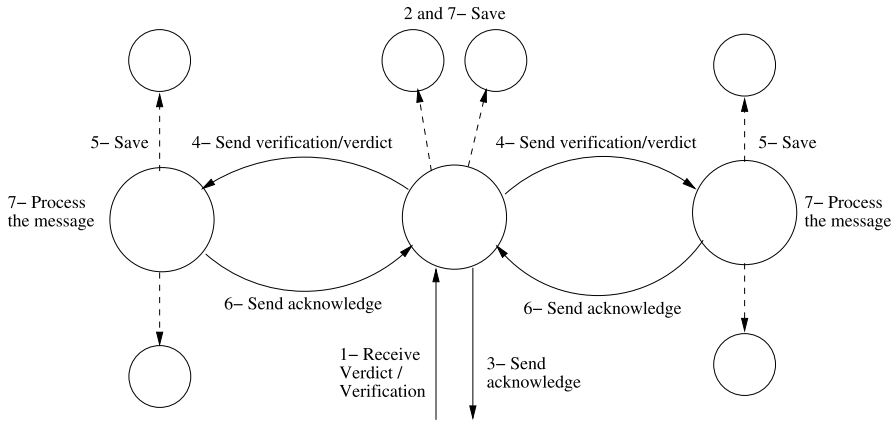 2 and 7− Save
5− Save
4− Send verification/verdict
4− Send verification/verdict
5− Save
7− Process
the message
7− Process
the message
6− Send acknowledge
6− Send acknowledge
1− Receive
Verdict /
Verification
3− Send
acknowledge